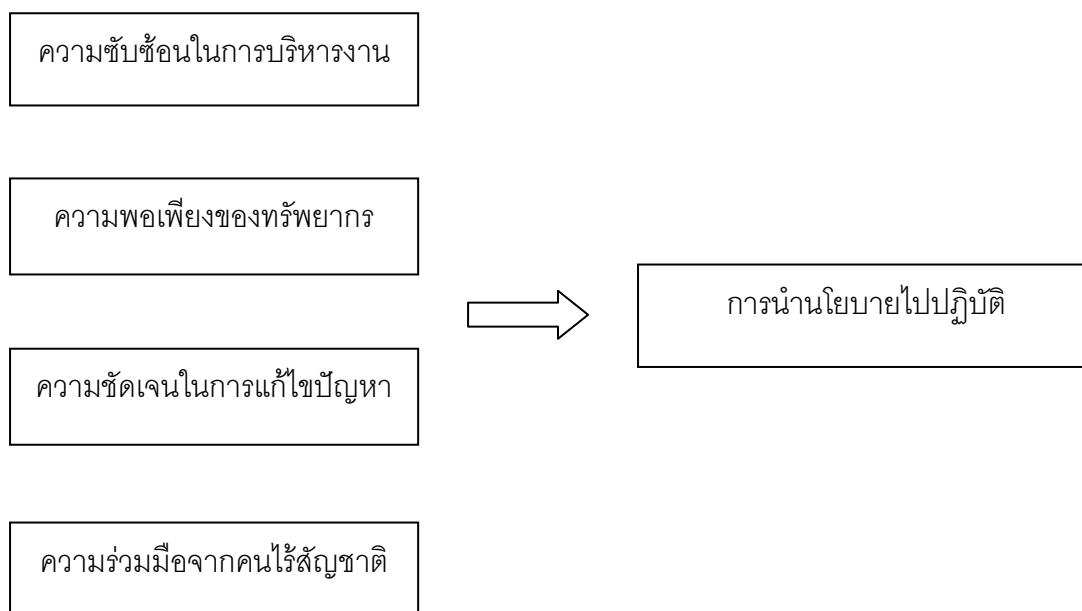 ความซับซ้อนในการบริหารงาน
ความพอเพียงของทรัพยากร
การนำนโยบายไปปฏิบัติ
ความชัดเจนในการแก้ไขปัญหา
ความร่วมมือจากคนไร้สัญชาติ